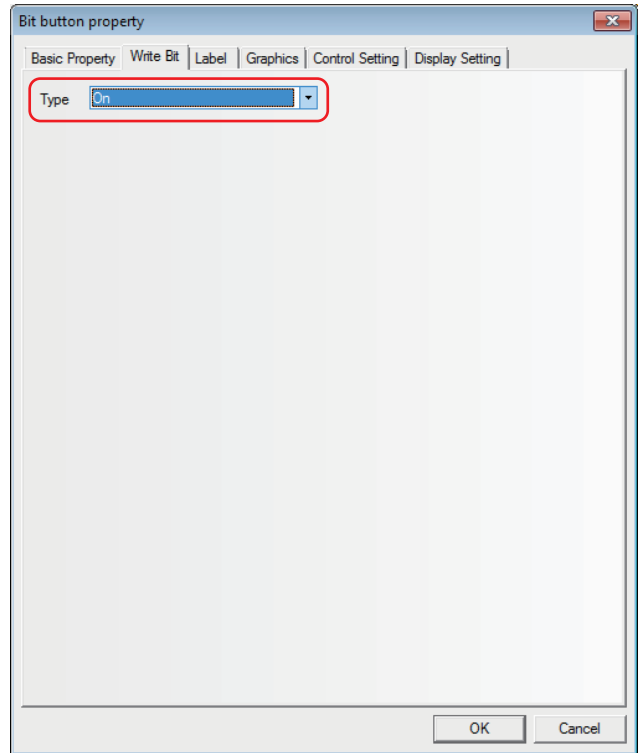 Bit button property
Basic Property Write Bit Label Graphics Control Setting Display Setting
Type On
OK Cancel